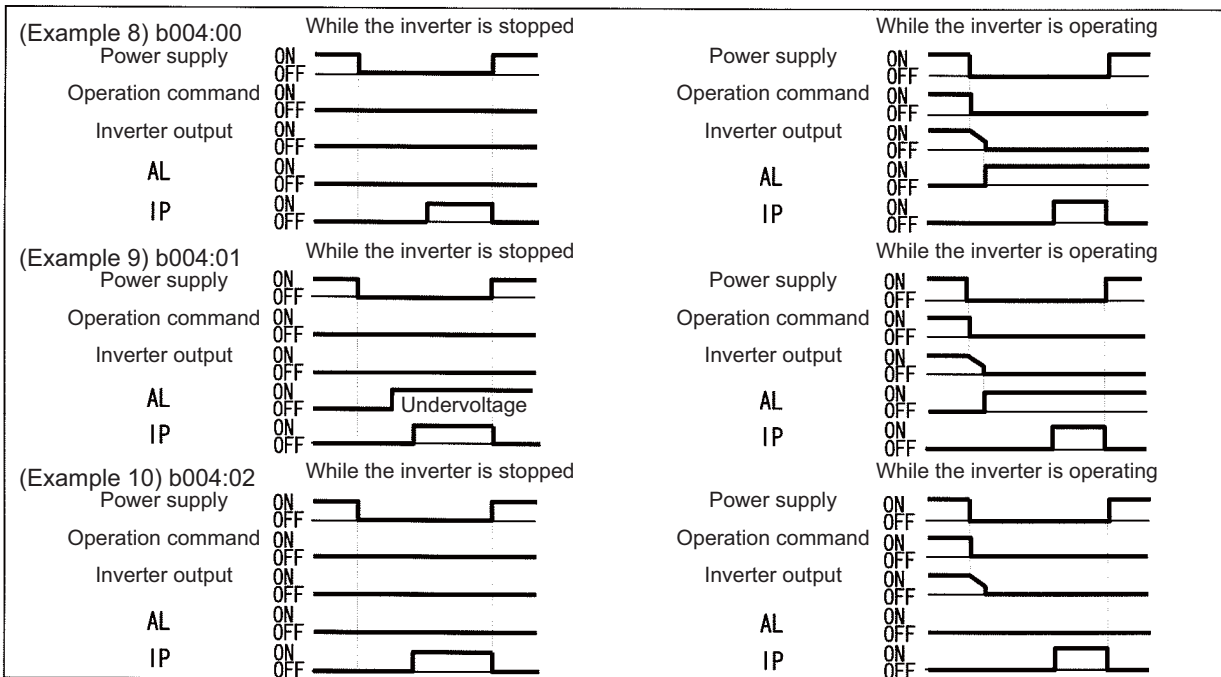 (Example 8) b004:00
While the inverter is stopped
Power supply ON OFF
Operation command ON OFF
Inverter output ON OFF
AL ON OFF
IP ON OFF
While the inverter is operating
Power supply ON OFF
Operation command ON OFF
Inverter output ON OFF
AL ON OFF
IP ON OFF
(Example 9) b004:01
While the inverter is stopped
Power supply ON OFF
Operation command ON OFF
Inverter output ON OFF
AL ON OFF
Undervoltage
IP ON OFF
While the inverter is operating
Power supply ON OFF
Operation command ON OFF
Inverter output ON OFF
AL ON OFF
IP ON OFF
(Example 10) b004:02
While the inverter is stopped
Power supply ON OFF
Operation command ON OFF
Inverter output ON OFF
AL ON OFF
IP ON OFF
While the inverter is operating
Power supply ON OFF
Operation command ON OFF
Inverter output ON OFF
AL ON OFF
IP ON OFF